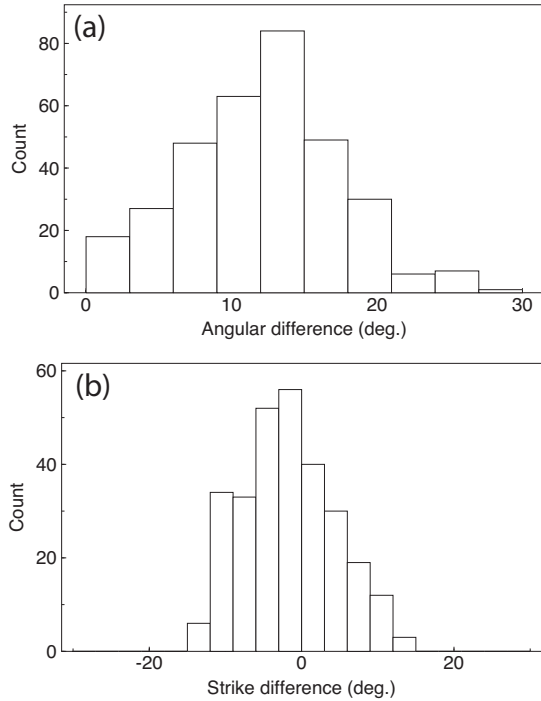 (a)
80
60
40
20
0
Count
0 10 20 30
Angular difference (deg.)
(b)
60
40
20
0
Count
-20 0 20
Strike difference (deg.)